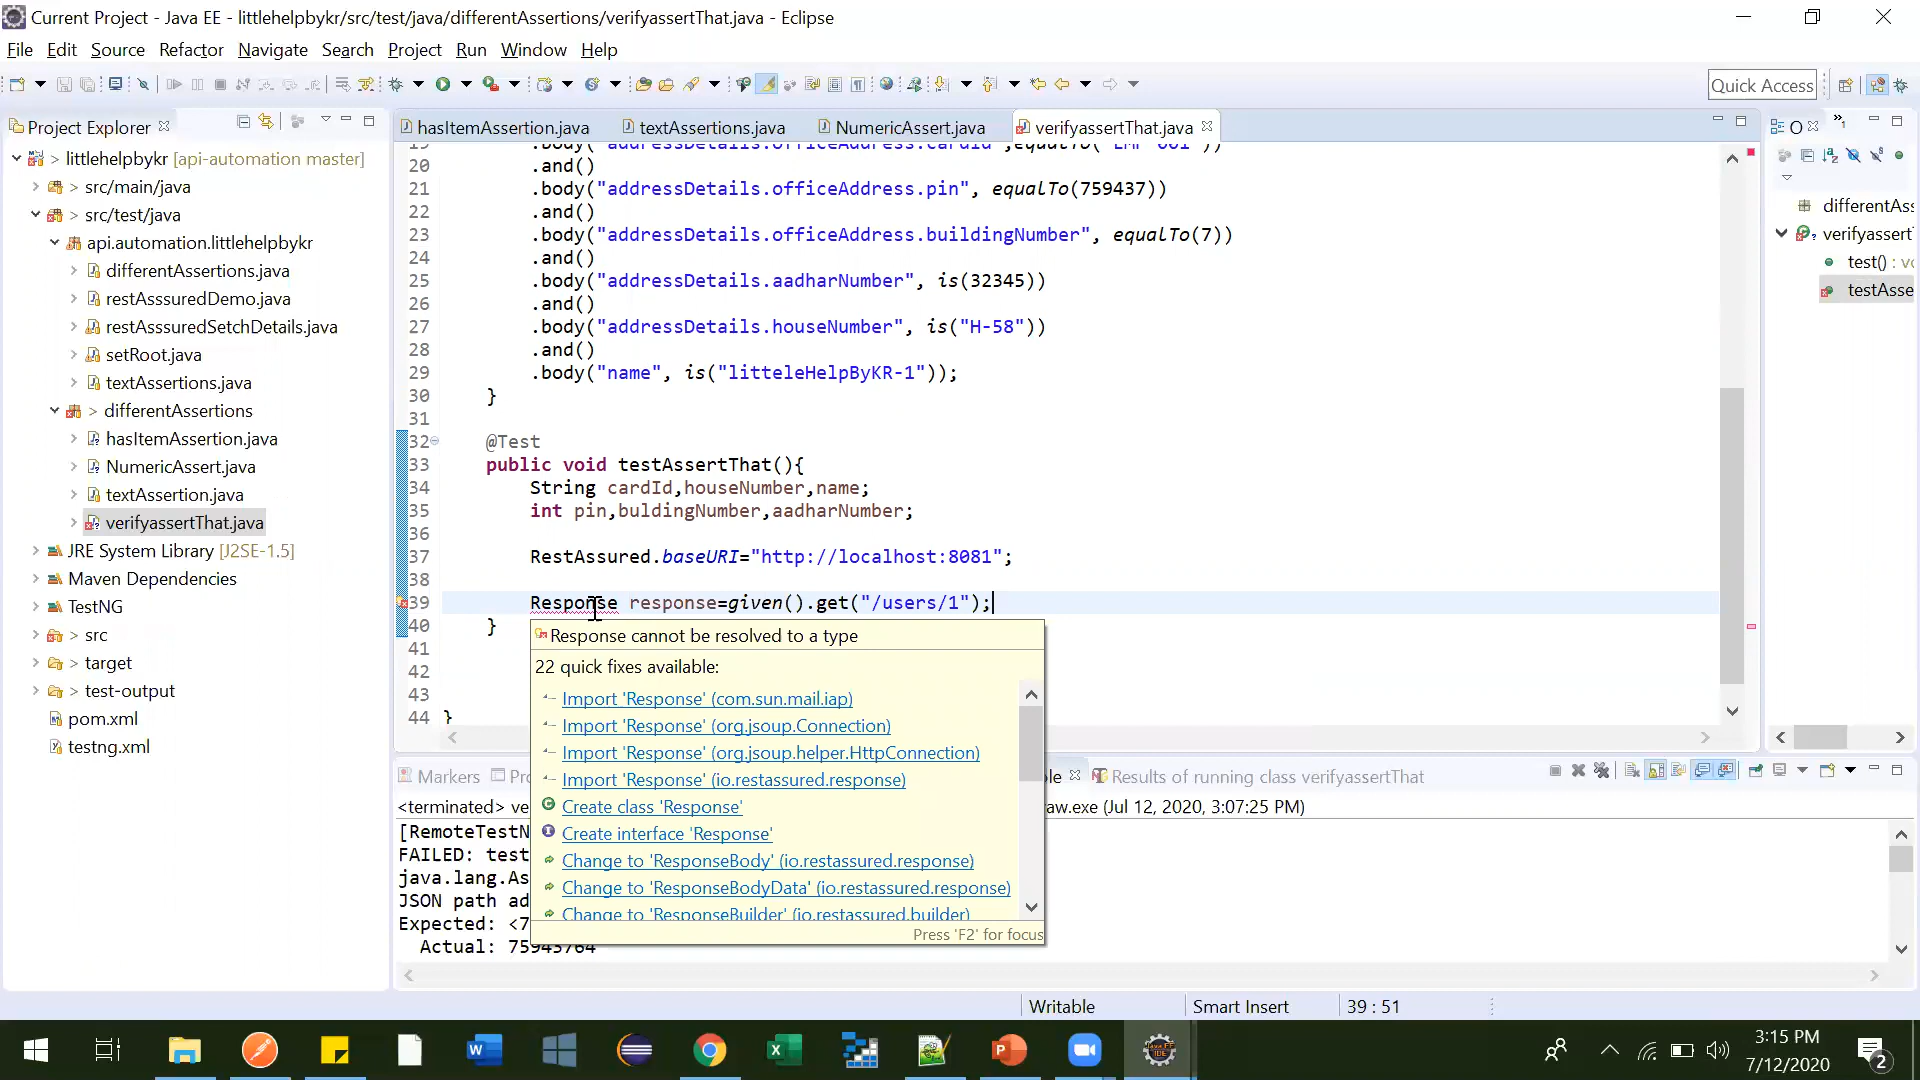 Current Project - Java EE - littlehelpbykr/src/test/java/differentAssertions/verifyassertThat.java - Eclipse
File Edit Source Refactor Navigate Search Project Run Window Help
Quick Access
Project Explorer
littlehelpbykr [api-automation master]
src/main/java
src/test/java
api.automation.littlehelpbykr
differentAssertions.java
restAsssuredDemo.java
restAsssuredSetchDetails.java
setRoot.java
textAssertions.java
differentAssertions
hasItemAssertion.java
NumericAssert.java
textAssertion.java
verifyassertThat.java
JRE System Library [J2SE-1.5]
Maven Dependencies
TestNG
src
target
test-output
pom.xml
testng.xml
hasItemAssertion.java textAssertions.java NumericAssert.java verifyassertThat.java
20 .and()
21 .body("addressDetails.officeAddress.pin", equalTo(759437))
22 .and()
23 .body("addressDetails.officeAddress.buildingNumber", equalTo(7))
24 .and()
25 .body("addressDetails.aadharNumber", is(32345))
26 .and()
27 .body("addressDetails.houseNumber", is("H-58"))
28 .and()
29 .body("name", is("litteleHelpByKR-1"));
30 }
31
32 @Test
33 public void testAssertThat(){
34 String cardId,houseNumber,name;
35 int pin,buldingNumber,aadharNumber;
36
37 RestAssured.baseURI="http://localhost:8081";
38
39 Response response=given().get("/users/1");
40 }
41
42
43
44 }
Response cannot be resolved to a type
22 quick fixes available:
Import 'Response' (com.sun.mail.iap)
Import 'Response' (org.jsoup.Connection)
Import 'Response' (org.jsoup.helper.HttpConnection)
Import 'Response' (io.restassured.response)
Create class 'Response'
Create interface 'Response'
Change to 'ResponseBody' (io.restassured.response)
Change to 'ResponseBodyData' (io.restassured.response)
Change to 'ResponseBuilder' (io.restassured.builder)
Press 'F2' for focus
differentAss
verifyassertT
test() : vo
testAsse
Markers Pr
le Results of running class verifyassertThat
<terminated> ve
aw.exe (Jul 12, 2020, 3:07:25 PM)
[RemoteTestN
FAILED: test
java.lang.As
JSON path ad
Expected: <7
Actual: 75943764
Writable Smart Insert 39 : 51
3:15 PM
7/12/2020
2